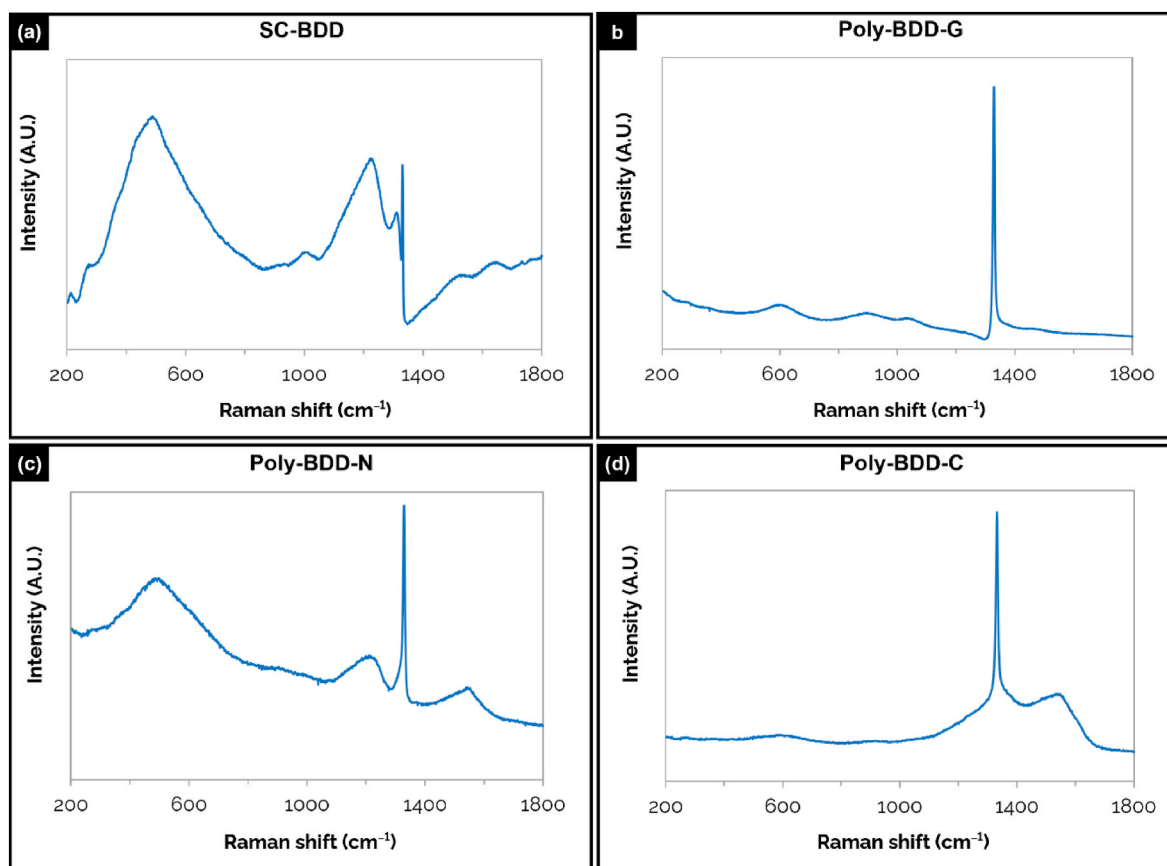 (a)
SC-BDD
Intensity (A.U.)
200 600 1000 1400 1800
Raman shift (cm⁻¹)
b
Poly-BDD-G
Intensity (A.U.)
200 600 1000 1400 1800
Raman shift (cm⁻¹)
(c)
Poly-BDD-N
Intensity (A.U.)
200 600 1000 1400 1800
Raman shift (cm⁻¹)
(d)
Poly-BDD-C
Intensity (A.U.)
200 600 1000 1400 1800
Raman shift (cm⁻¹)